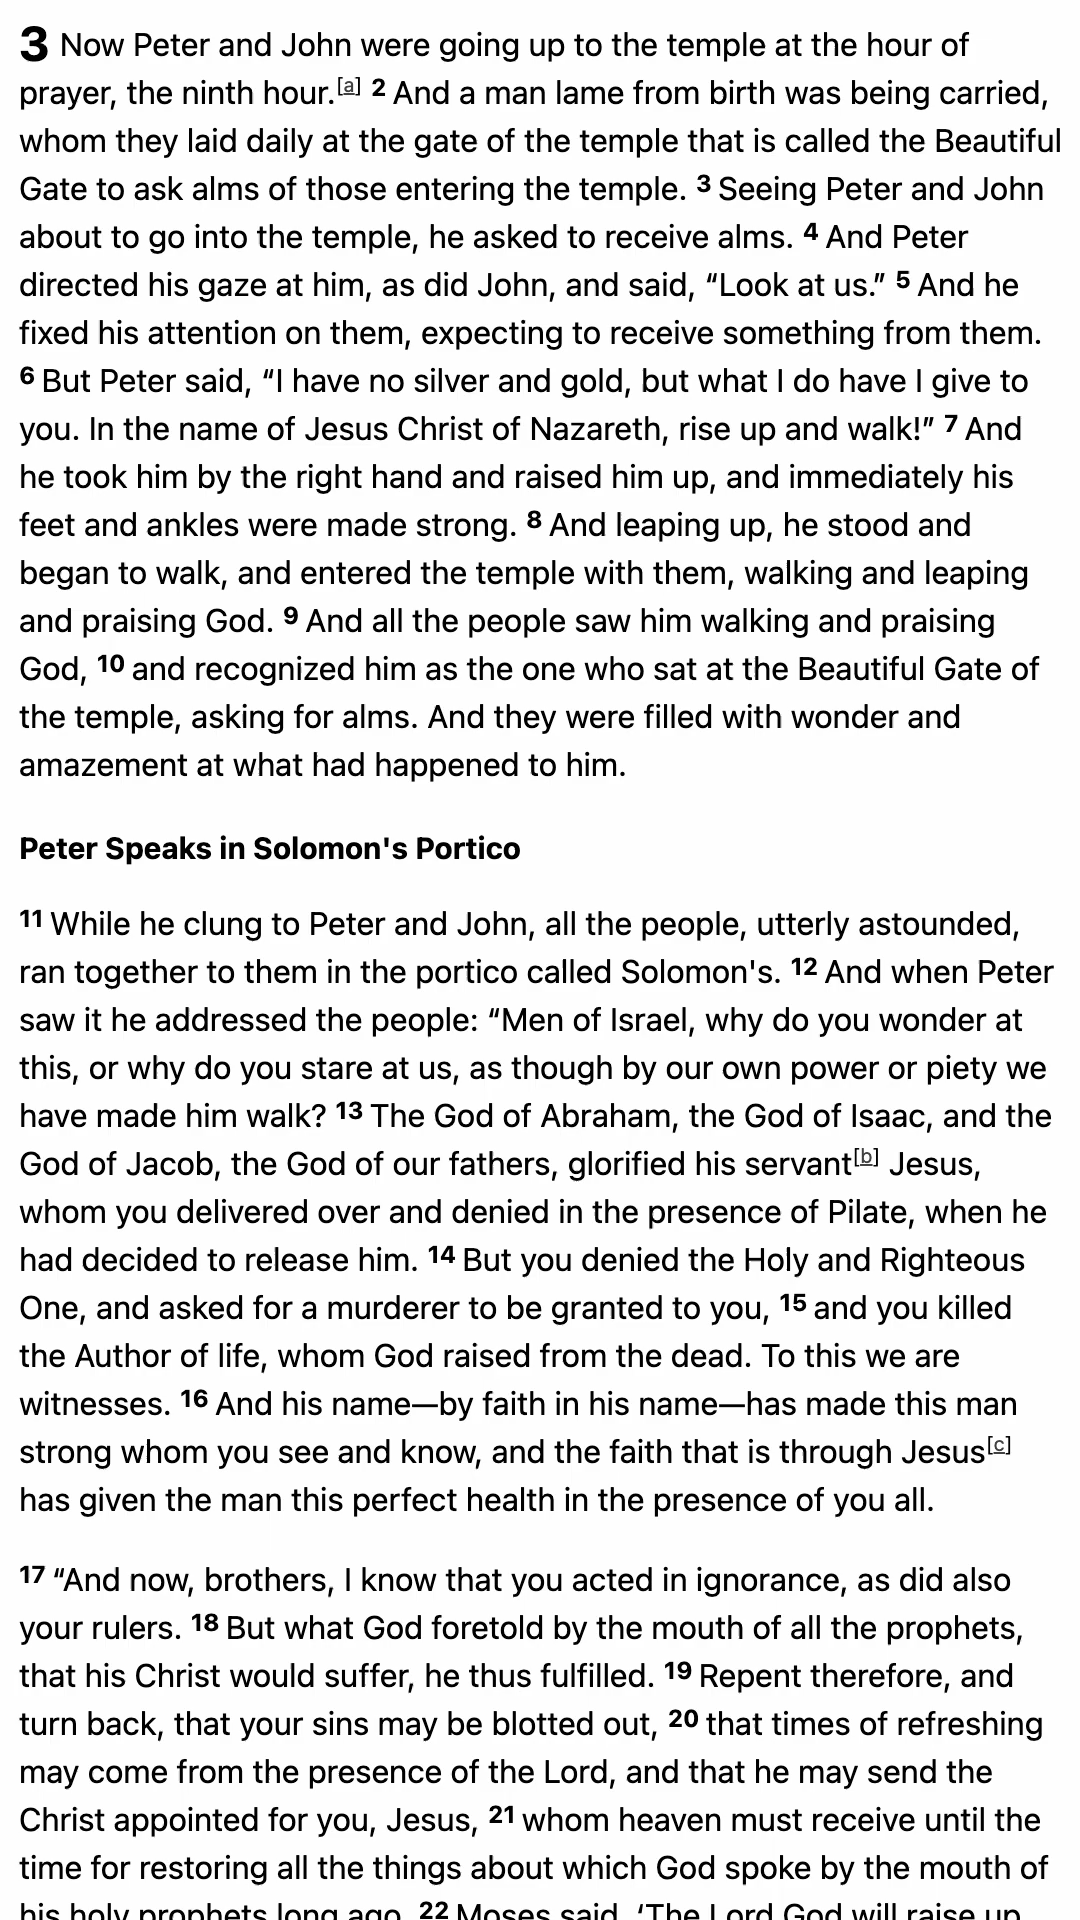 3 Now Peter and John were going up to the temple at the hour of
prayer, the ninth hour.[a] 2 And a man lame from birth was being carried,
whom they laid daily at the gate of the temple that is called the Beautiful
Gate to ask alms of those entering the temple. 3 Seeing Peter and John
about to go into the temple, he asked to receive alms. 4 And Peter
directed his gaze at him, as did John, and said, “Look at us.” 5 And he
fixed his attention on them, expecting to receive something from them.
6 But Peter said, “I have no silver and gold, but what I do have I give to
you. In the name of Jesus Christ of Nazareth, rise up and walk!” 7 And
he took him by the right hand and raised him up, and immediately his
feet and ankles were made strong. 8 And leaping up, he stood and
began to walk, and entered the temple with them, walking and leaping
and praising God. 9 And all the people saw him walking and praising
God, 10 and recognized him as the one who sat at the Beautiful Gate of
the temple, asking for alms. And they were filled with wonder and
amazement at what had happened to him.
Peter Speaks in Solomon's Portico
11 While he clung to Peter and John, all the people, utterly astounded,
ran together to them in the portico called Solomon's. 12 And when Peter
saw it he addressed the people: “Men of Israel, why do you wonder at
this, or why do you stare at us, as though by our own power or piety we
have made him walk? 13 The God of Abraham, the God of Isaac, and the
God of Jacob, the God of our fathers, glorified his servant[b] Jesus,
whom you delivered over and denied in the presence of Pilate, when he
had decided to release him. 14 But you denied the Holy and Righteous
One, and asked for a murderer to be granted to you, 15 and you killed
the Author of life, whom God raised from the dead. To this we are
witnesses. 16 And his name—by faith in his name—has made this man
strong whom you see and know, and the faith that is through Jesus[c]
has given the man this perfect health in the presence of you all.
17 “And now, brothers, I know that you acted in ignorance, as did also
your rulers. 18 But what God foretold by the mouth of all the prophets,
that his Christ would suffer, he thus fulfilled. 19 Repent therefore, and
turn back, that your sins may be blotted out, 20 that times of refreshing
may come from the presence of the Lord, and that he may send the
Christ appointed for you, Jesus, 21 whom heaven must receive until the
time for restoring all the things about which God spoke by the mouth of
his holy prophets long ago. 22 Moses said, ‘The Lord God will raise up